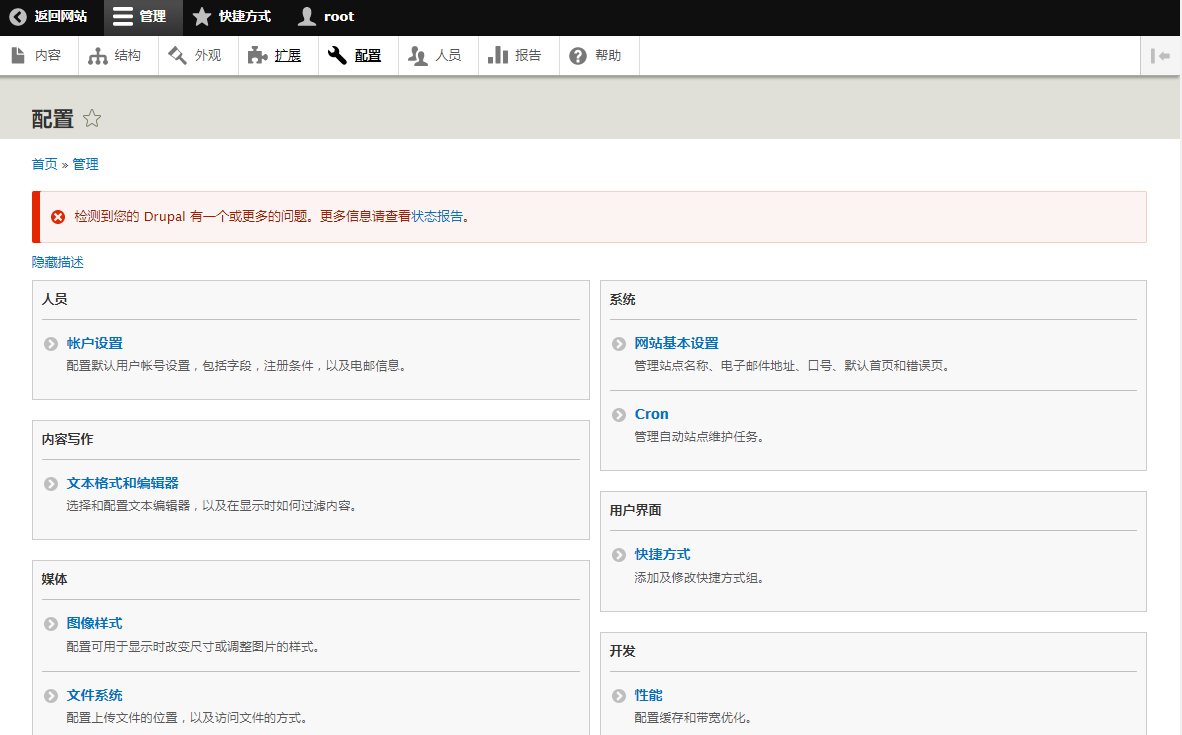 返回网站 管理 快捷方式 root
内容 结构 外观 扩展 配置 人员 报告 帮助
配置
首页 » 管理
检测到您的 Drupal 有一个或更多的问题。更多信息请查看状态报告。
隐藏描述
人员
帐户设置
配置默认用户帐号设置，包括字段，注册条件，以及电邮信息。
内容写作
文本格式和编辑器
选择和配置文本编辑器，以及在显示时如何过滤内容。
媒体
图像样式
配置可用于显示时改变尺寸或调整图片的样式。
文件系统
配置上传文件的位置，以及访问文件的方式。
系统
网站基本设置
管理站点名称、电子邮件地址、口号、默认首页和错误页。
Cron
管理自动站点维护任务。
用户界面
快捷方式
添加及修改快捷方式组。
开发
性能
配置缓存和带宽优化。